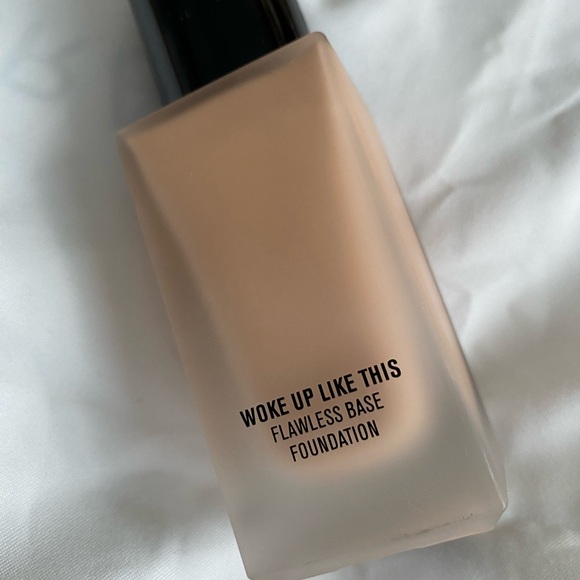 WOKE UP LIKE THIS
FLAWLESS BASE
FOUNDATION